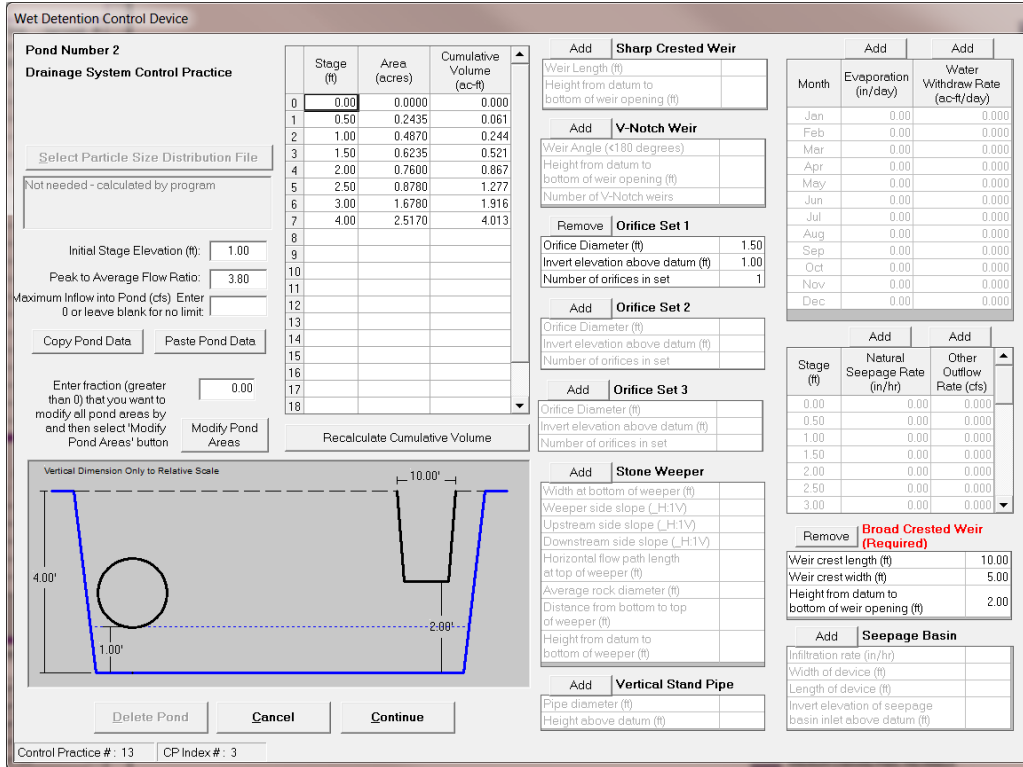 Wet Detention Control Device
Pond Number 2
Drainage System Control Practice
Select Particle Size Distribution File
Not needed - calculated by program
Initial Stage Elevation (ft): 1.00
Peak to Average Flow Ratio: 3.80
Maximum Inflow into Pond (cfs) Enter
0 or leave blank for no limit:
Copy Pond Data Paste Pond Data
Enter fraction (greater
than 0) that you want to
modify all pond areas by
and then select 'Modify
Pond Areas' button
0.00
Modify Pond
Areas
Stage
(ft)
Area
(acres)
Cumulative
Volume
(ac-ft)
0 0.00 0.0000 0.000
1 0.50 0.2435 0.061
2 1.00 0.4870 0.244
3 1.50 0.6235 0.521
4 2.00 0.7600 0.867
5 2.50 0.8780 1.277
6 3.00 1.6780 1.916
7 4.00 2.5170 4.013
8
9
10
11
12
13
14
15
16
17
18
Recalculate Cumulative Volume
Vertical Dimension Only to Relative Scale
10.00'
4.00'
2.00'
1.00'
Delete Pond Cancel Continue
Control Practice # : 13 CP Index # : 3
Add Sharp Crested Weir
Weir Length (ft)
Height from datum to
bottom of weir opening (ft)
Add V-Notch Weir
Weir Angle (<180 degrees)
Height from datum to
bottom of weir opening (ft)
Number of V-Notch weirs
Remove Orifice Set 1
Orifice Diameter (ft) 1.50
Invert elevation above datum (ft) 1.00
Number of orifices in set 1
Add Orifice Set 2
Orifice Diameter (ft)
Invert elevation above datum (ft)
Number of orifices in set
Add Orifice Set 3
Orifice Diameter (ft)
Invert elevation above datum (ft)
Number of orifices in set
Add Stone Weeper
Width at bottom of weeper (ft)
Weeper side slope (_H:1V)
Upstream side slope (_H:1V)
Downstream side slope (_H:1V)
Horizontal flow path length
at top of weeper (ft)
Average rock diameter (ft)
Distance from bottom to top
of weeper (ft)
Height from datum to
bottom of weeper (ft)
Add Vertical Stand Pipe
Pipe diameter (ft)
Height above datum (ft)
Add Add
Month
Evaporation
(in/day)
Water
Withdraw Rate
(ac-ft/day)
Jan 0.00 0.000
Feb 0.00 0.000
Mar 0.00 0.000
Apr 0.00 0.000
May 0.00 0.000
Jun 0.00 0.000
Jul 0.00 0.000
Aug 0.00 0.000
Sep 0.00 0.000
Oct 0.00 0.000
Nov 0.00 0.000
Dec 0.00 0.000
Add Add
Stage
(ft)
Natural
Seepage Rate
(in/hr)
Other
Outflow
Rate (cfs)
0.00 0.00 0.000
0.50 0.00 0.000
1.00 0.00 0.000
1.50 0.00 0.000
2.00 0.00 0.000
2.50 0.00 0.000
3.00 0.00 0.000
Remove Broad Crested Weir
(Required)
Weir crest length (ft) 10.00
Weir crest width (ft) 5.00
Height from datum to
bottom of weir opening (ft) 2.00
Add Seepage Basin
Infiltration rate (in/hr)
Width of device (ft)
Length of device (ft)
Invert elevation of seepage
basin inlet above datum (ft)